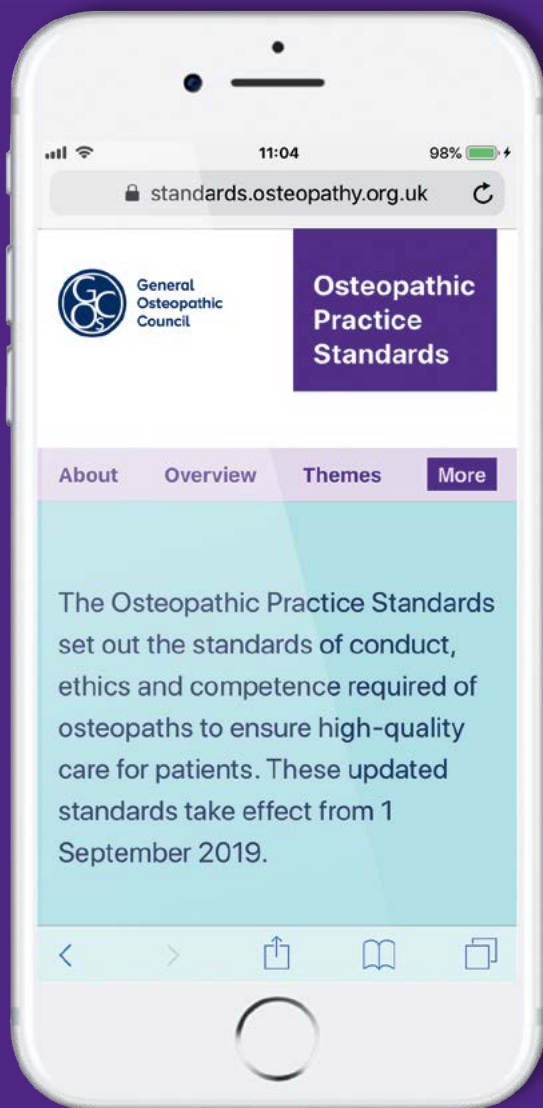 11:04
98%
standards.osteopathy.org.uk
GOsC
General
Osteopathic
Council
Osteopathic
Practice
Standards
About Overview Themes More
The Osteopathic Practice Standards
set out the standards of conduct,
ethics and competence required of
osteopaths to ensure high-quality
care for patients. These updated
standards take effect from 1
September 2019.